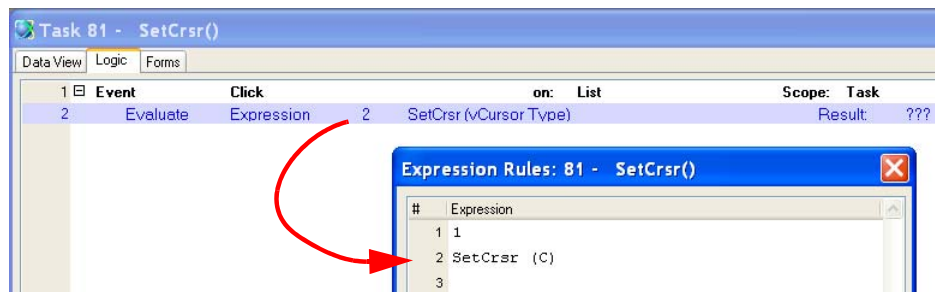 Task 81 - SetCrsr()
Data View Logic Forms
1 Event Click on: List Scope: Task
2 Evaluate Expression 2 SetCrsr (vCursor Type) Result: ???
Expression Rules: 81 - SetCrsr()
# Expression
1 1
2 SetCrsr (C)
3